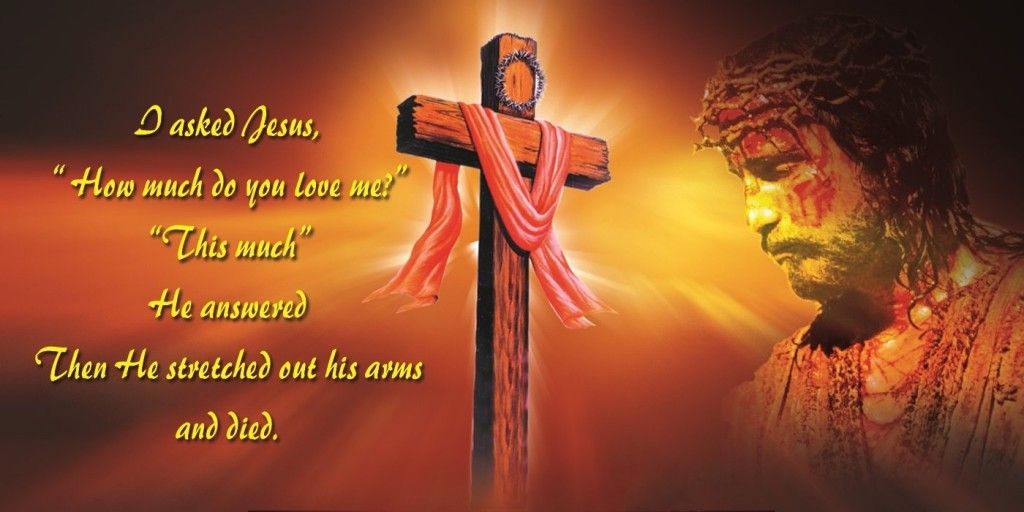 I asked Jesus,
“How much do you love me?”
“This much”
He answered
Then He stretched out his arms
and died.